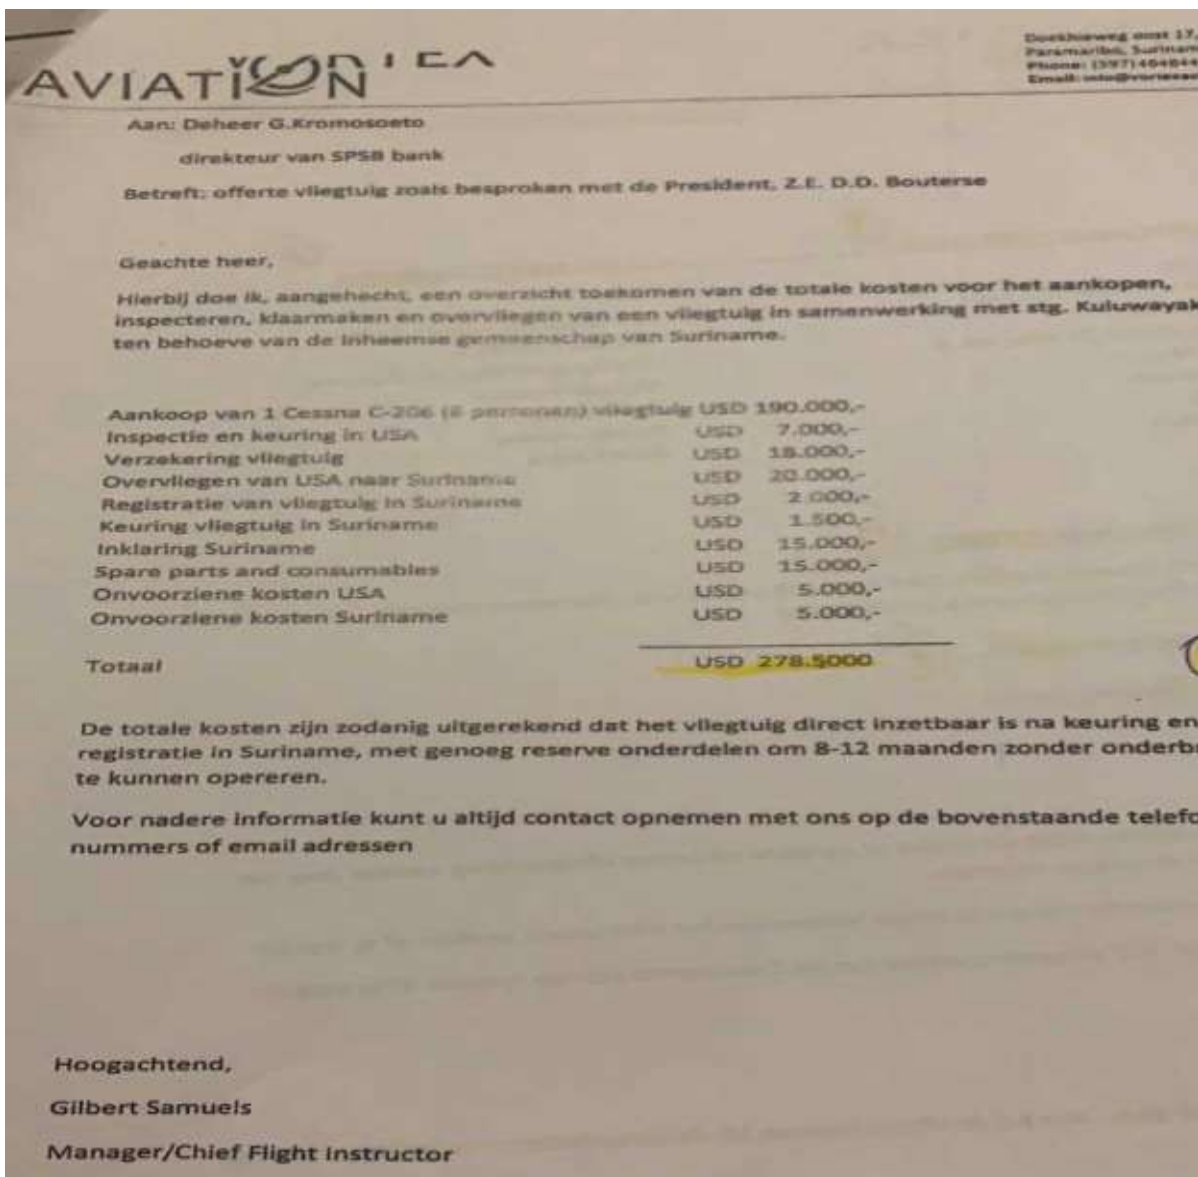 VORTEX
AVIATION
Doekhieweg oost 17,
Paramaribo, Surinam
Phone: (597)
Email:
Aan: Deheer G.Kromosoeto
direkteur van SPSB bank
Betreft: offerte vliegtuig zoals besproken met de President, Z.E. D.D. Bouterse
Geachte heer,
Hierbij doe ik, aangehecht, een overzicht toekomen van de totale kosten voor het aankopen,
inspecteren, klaarmaken en overvliegen van een vliegtuig in samenwerking met stg. Kuluwayak
ten behoeve van de Inheemse gemeenschap van Suriname.
Aankoop van 1 Cessna C-206 (6 personen) vliegtuig USD 190.000,-
Inspectie en keuring in USA USD 7.000,-
Verzekering vliegtuig USD 18.000,-
Overvliegen van USA naar Suriname USD 20.000,-
Registratie van vliegtuig in Suriname USD 2.000,-
Keuring vliegtuig in Suriname USD 1.500,-
Inklaring Suriname USD 15.000,-
Spare parts and consumables USD 15.000,-
Onvoorziene kosten USA USD 5.000,-
Onvoorziene kosten Suriname USD 5.000,-
Totaal USD 278.5000
De totale kosten zijn zodanig uitgerekend dat het vliegtuig direct inzetbaar is na keuring en
registratie in Suriname, met genoeg reserve onderdelen om 8-12 maanden zonder onderb
te kunnen opereren.
Voor nadere informatie kunt u altijd contact opnemen met ons op de bovenstaande telefo
nummers of email adressen
Hoogachtend,
Gilbert Samuels
Manager/Chief Flight Instructor